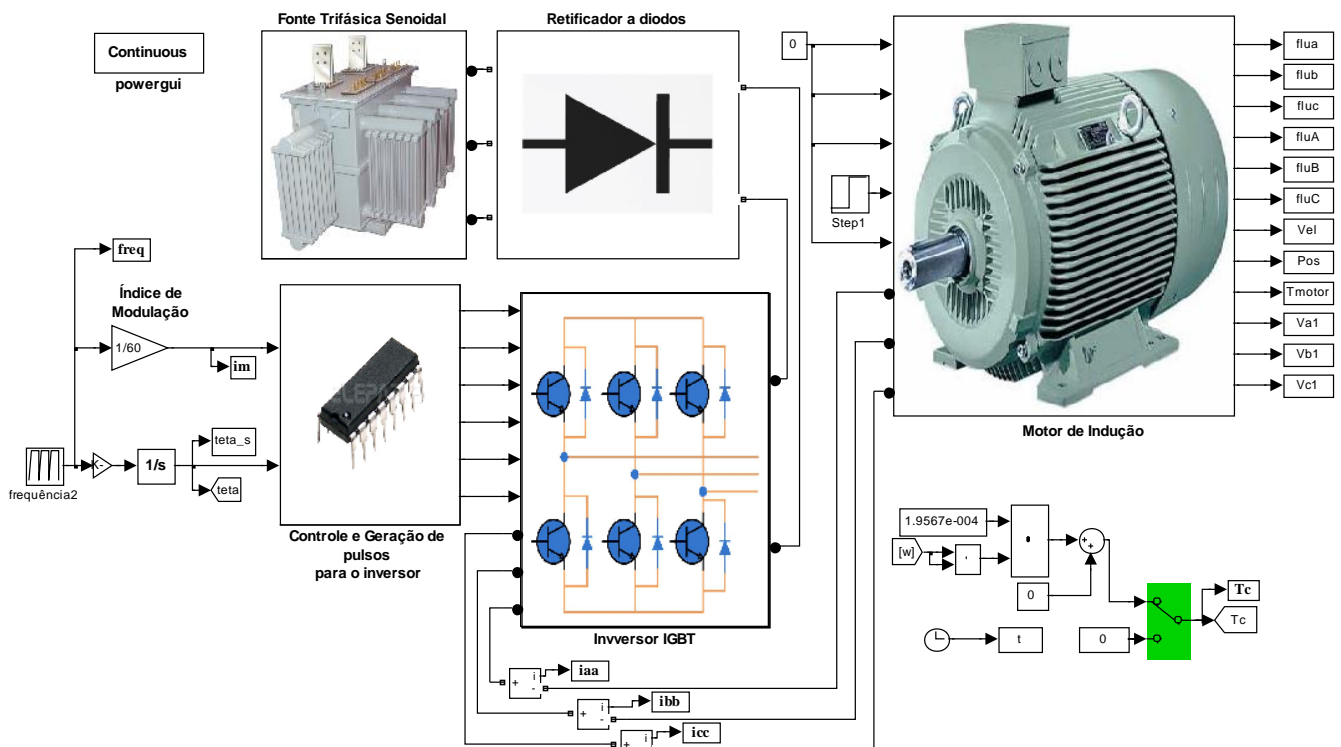 Fonte Trifásica Senoidal
Retificador a diodos
Continuous
powergui
0
Step1
flua
flub
fluc
fluA
fluB
fluC
Vel
Pos
Tmotor
Va1
Vb1
Vc1
Motor de Indução
freq
Índice de
Modulação
1/60
im
teta_s
teta
frequência2
K-
1/s
Controle e Geração de
pulsos
para o inversor
Invversor IGBT
+
i
-
iaa
+
i
-
ibb
+
i
icc
1.9567e-004
[w]
0
+
+
t
0
Tc
Tc